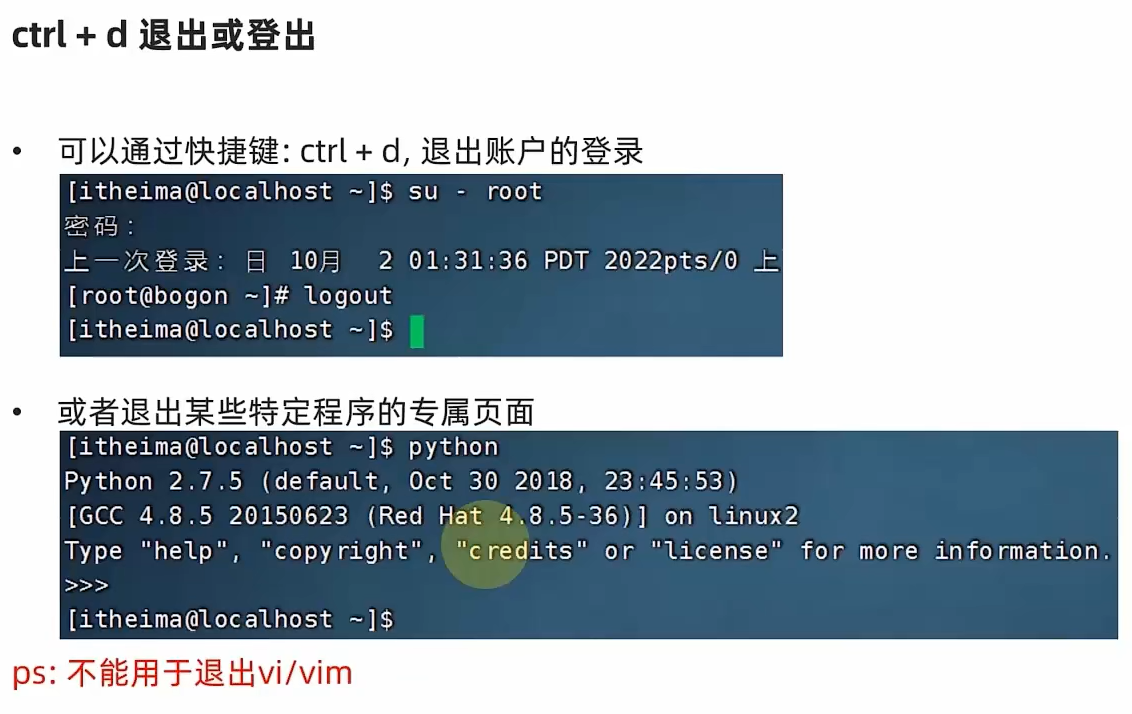 ctrl + d 退出或登出
• 可以通过快捷键: ctrl + d, 退出账户的登录
[itheima@localhost ~]$ su - root
密码：
上一次登录：日 10月  2 01:31:36 PDT 2022pts/0 上
[root@bogon ~]# logout
[itheima@localhost ~]$
• 或者退出某些特定程序的专属页面
[itheima@localhost ~]$ python
Python 2.7.5 (default, Oct 30 2018, 23:45:53)
[GCC 4.8.5 20150623 (Red Hat 4.8.5-36)] on linux2
Type "help", "copyright", "credits" or "license" for more information.
>>>
[itheima@localhost ~]$
ps: 不能用于退出vi/vim